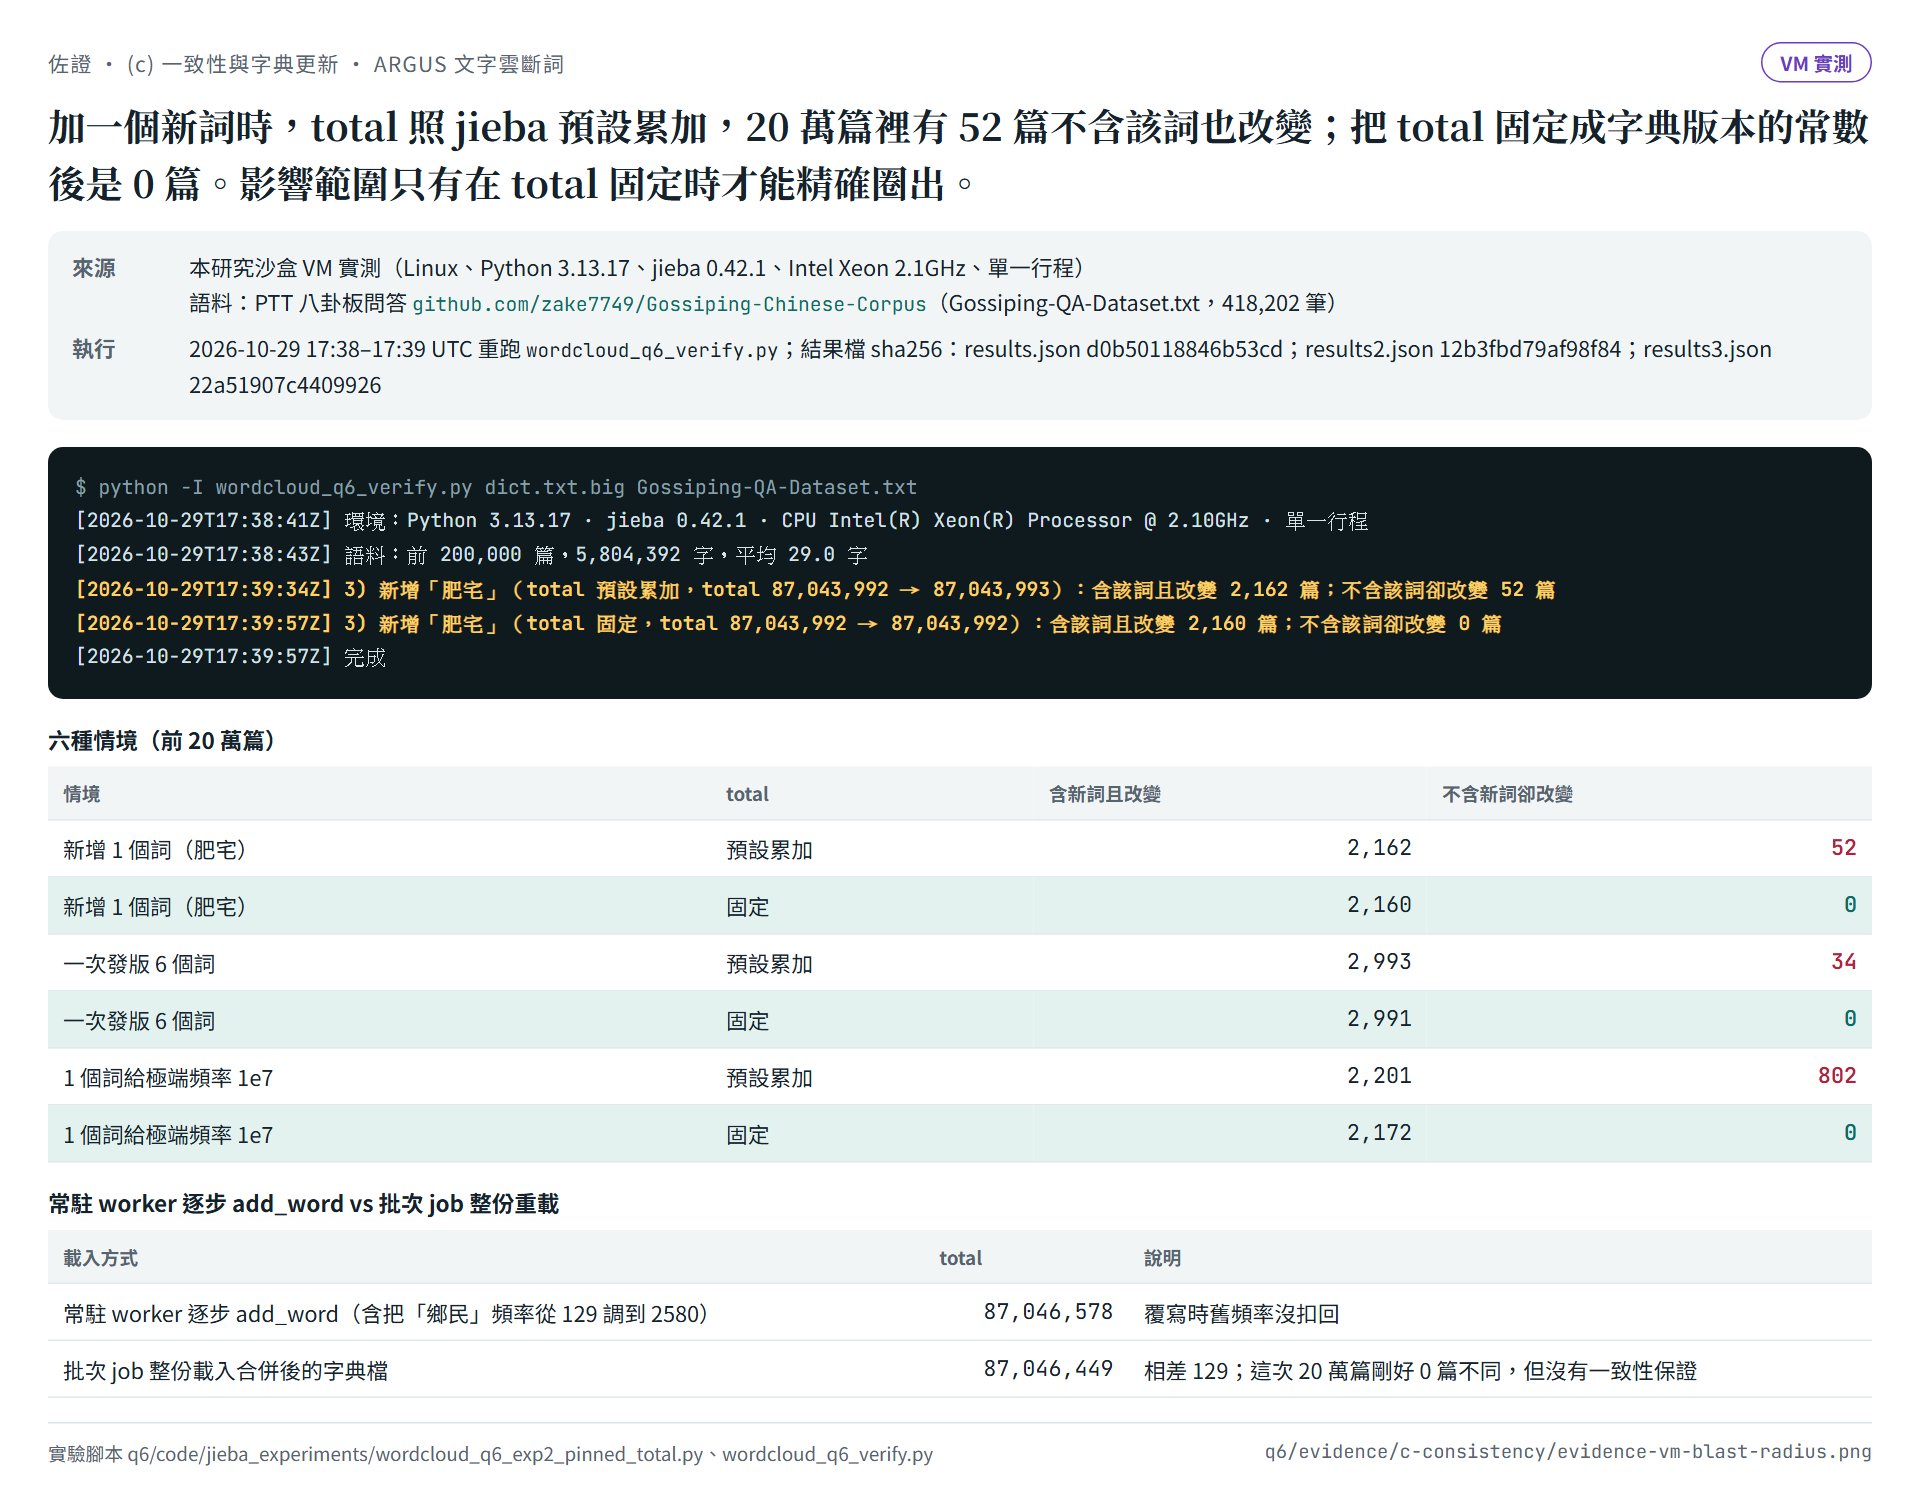 佐證 · (c) 一致性與字典更新 · ARGUS 文字雲斷詞
VM 實測
加一個新詞時，total 照 jieba 預設累加，20 萬篇裡有 52 篇不含該詞也改變；把 total 固定成字典版本的常數
後是 0 篇。影響範圍只有在 total 固定時才能精確圈出。
來源 本研究沙盒 VM 實測（Linux、Python 3.13.17、jieba 0.42.1、Intel Xeon 2.1GHz、單一行程）
語料：PTT 八卦板問答 github.com/zake7749/Gossiping-Chinese-Corpus（Gossiping-QA-Dataset.txt，418,202 筆）
執行 2026-10-29 17:38–17:39 UTC 重跑 wordcloud_q6_verify.py；結果檔 sha256：results.json d0b50118846b53cd；results2.json 12b3fbd79af98f84；results3.json
22a51907c4409926
$ python -I wordcloud_q6_verify.py dict.txt.big Gossiping-QA-Dataset.txt
[2026-10-29T17:38:41Z] 環境：Python 3.13.17 · jieba 0.42.1 · CPU Intel(R) Xeon(R) Processor @ 2.10GHz · 單一行程
[2026-10-29T17:38:43Z] 語料：前 200,000 篇，5,804,392 字，平均 29.0 字
[2026-10-29T17:39:34Z] 3) 新增「肥宅」（total 預設累加，total 87,043,992 → 87,043,993）：含該詞且改變 2,162 篇；不含該詞卻改變 52 篇
[2026-10-29T17:39:57Z] 3) 新增「肥宅」（total 固定，total 87,043,992 → 87,043,992）：含該詞且改變 2,160 篇；不含該詞卻改變 0 篇
[2026-10-29T17:39:57Z] 完成
六種情境（前 20 萬篇）
情境 total 含新詞且改變 不含新詞卻改變
新增 1 個詞（肥宅） 預設累加 2,162 52
新增 1 個詞（肥宅） 固定 2,160 0
一次發版 6 個詞 預設累加 2,993 34
一次發版 6 個詞 固定 2,991 0
1 個詞給極端頻率 1e7 預設累加 2,201 802
1 個詞給極端頻率 1e7 固定 2,172 0
常駐 worker 逐步 add_word vs 批次 job 整份重載
載入方式 total 說明
常駐 worker 逐步 add_word（含把「鄉民」頻率從 129 調到 2580） 87,046,578 覆寫時舊頻率沒扣回
批次 job 整份載入合併後的字典檔 87,046,449 相差 129；這次 20 萬篇剛好 0 篇不同，但沒有一致性保證
實驗腳本 q6/code/jieba_experiments/wordcloud_q6_exp2_pinned_total.py、wordcloud_q6_verify.py
q6/evidence/c-consistency/evidence-vm-blast-radius.png